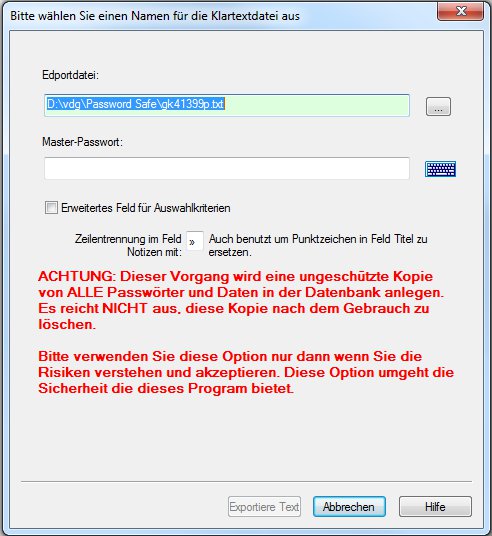 Bitte wählen Sie einen Namen für die Klartextdatei aus
Edportdatei:
D:\vdg\Password Safe\gk41399p.txt
...
Master-Passwort:
Erweitertes Feld für Auswahlkriterien
Zeilentrennung im Feld
Notizen mit:
»
Auch benutzt um Punktzeichen in Feld Titel zu
ersetzen.
ACHTUNG: Dieser Vorgang wird eine ungeschützte Kopie
von ALLE Passwörter und Daten in der Datenbank anlegen.
Es reicht NICHT aus, diese Kopie nach dem Gebrauch zu
löschen.
Bitte verwenden Sie diese Option nur dann wenn Sie die
Risiken verstehen und akzeptieren. Diese Option umgeht die
Sicherheit die dieses Program bietet.
Exportiere Text
Abbrechen
Hilfe